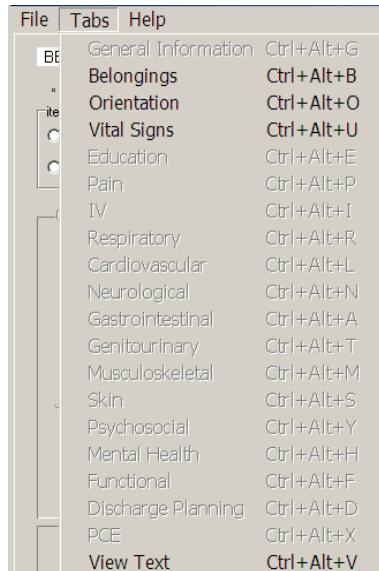 File Tabs Help
BE
*
ite
General Information Ctrl+Alt+G
Belongings Ctrl+Alt+B
Orientation Ctrl+Alt+O
Vital Signs Ctrl+Alt+U
Education Ctrl+Alt+E
Pain Ctrl+Alt+P
IV Ctrl+Alt+I
Respiratory Ctrl+Alt+R
Cardiovascular Ctrl+Alt+L
Neurological Ctrl+Alt+N
Gastrointestinal Ctrl+Alt+A
Genitourinary Ctrl+Alt+T
Musculoskeletal Ctrl+Alt+M
Skin Ctrl+Alt+S
Psychosocial Ctrl+Alt+Y
Mental Health Ctrl+Alt+H
Functional Ctrl+Alt+F
Discharge Planning Ctrl+Alt+D
PCE Ctrl+Alt+X
View Text Ctrl+Alt+V